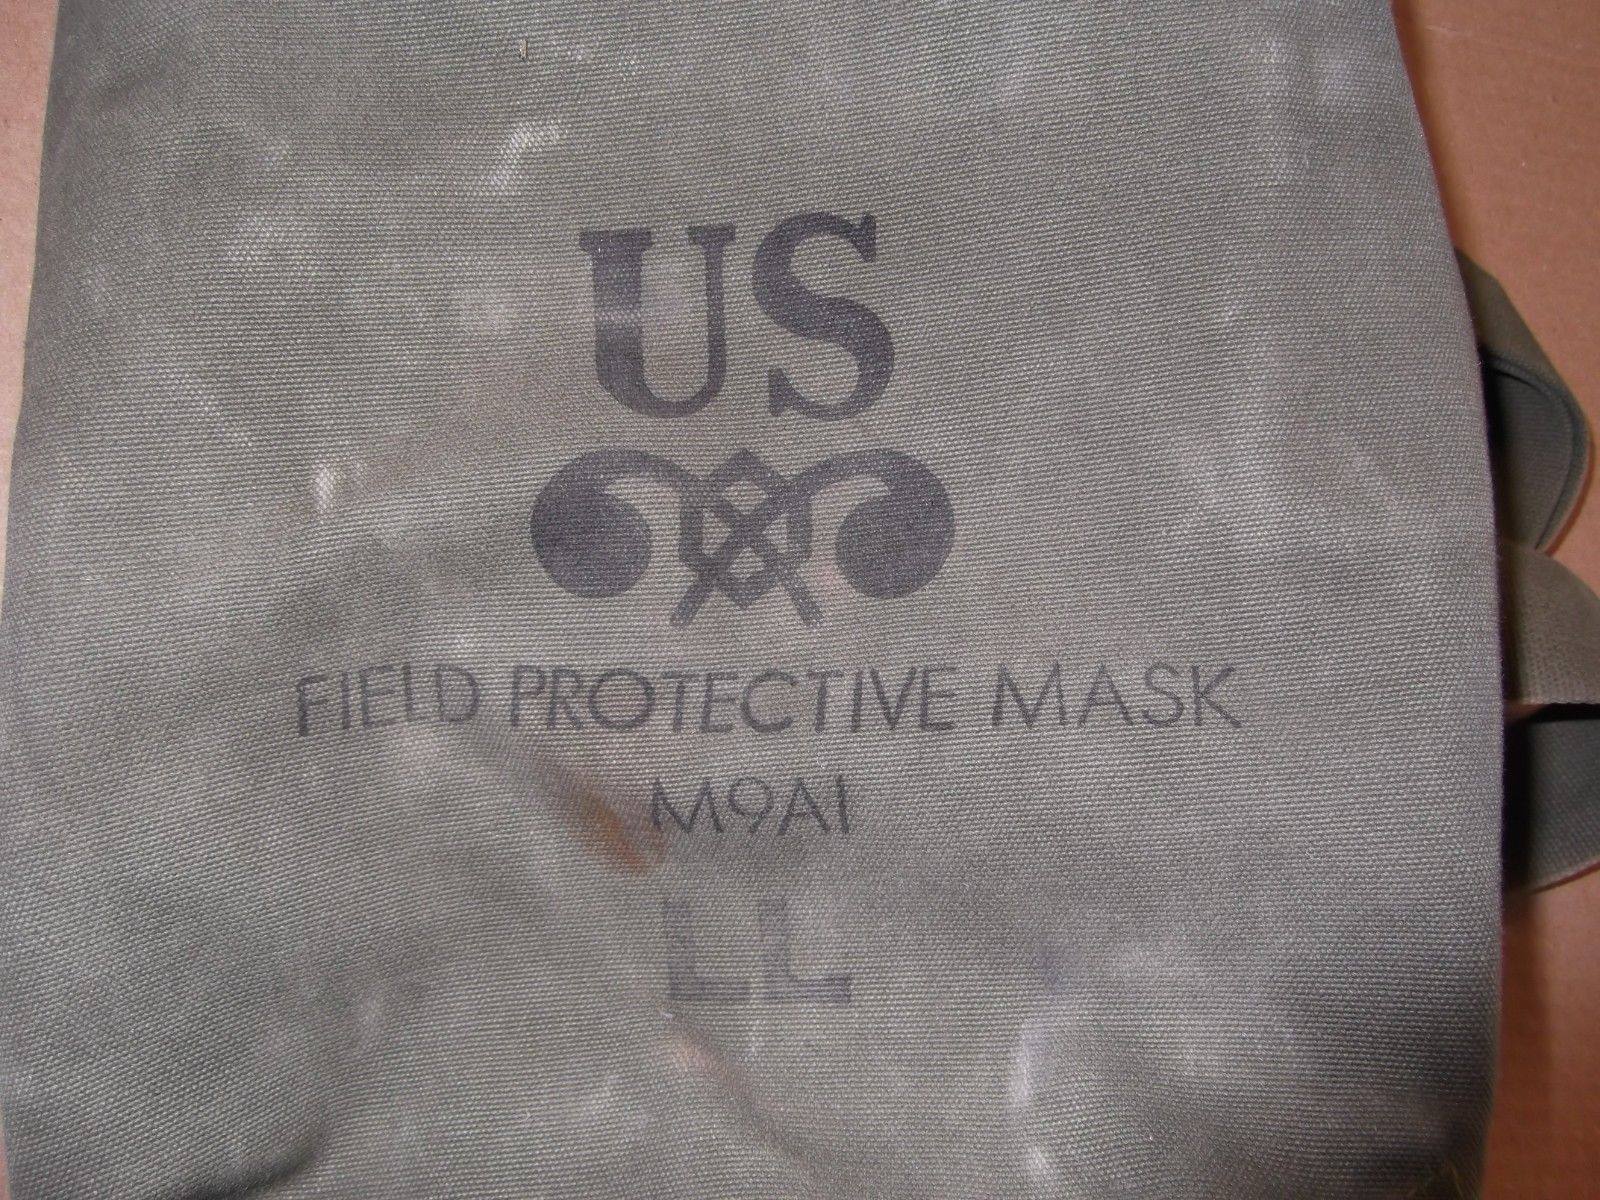 US
FIELD PROTECTIVE MASK
M9A1
LL